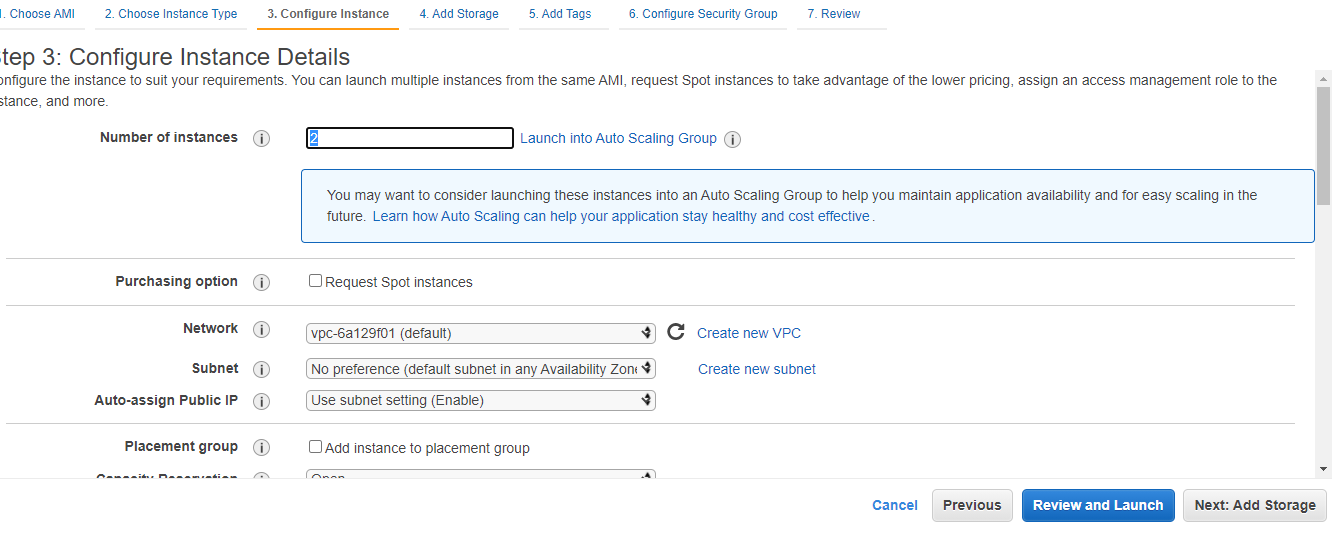 1. Choose AMI 2. Choose Instance Type 3. Configure Instance 4. Add Storage 5. Add Tags 6. Configure Security Group 7. Review
tep 3: Configure Instance Details
onfigure the instance to suit your requirements. You can launch multiple instances from the same AMI, request Spot instances to take advantage of the lower pricing, assign an access management role to the
stance, and more.
Number of instances i 2 Launch into Auto Scaling Group i
You may want to consider launching these instances into an Auto Scaling Group to help you maintain application availability and for easy scaling in the
future. Learn how Auto Scaling can help your application stay healthy and cost effective.
Purchasing option i Request Spot instances
Network i vpc-6a129f01 (default) Create new VPC
Subnet i No preference (default subnet in any Availability Zone Create new subnet
Auto-assign Public IP i Use subnet setting (Enable)
Placement group i Add instance to placement group
Capacity Reservation i Open
Cancel Previous Review and Launch Next: Add Storage